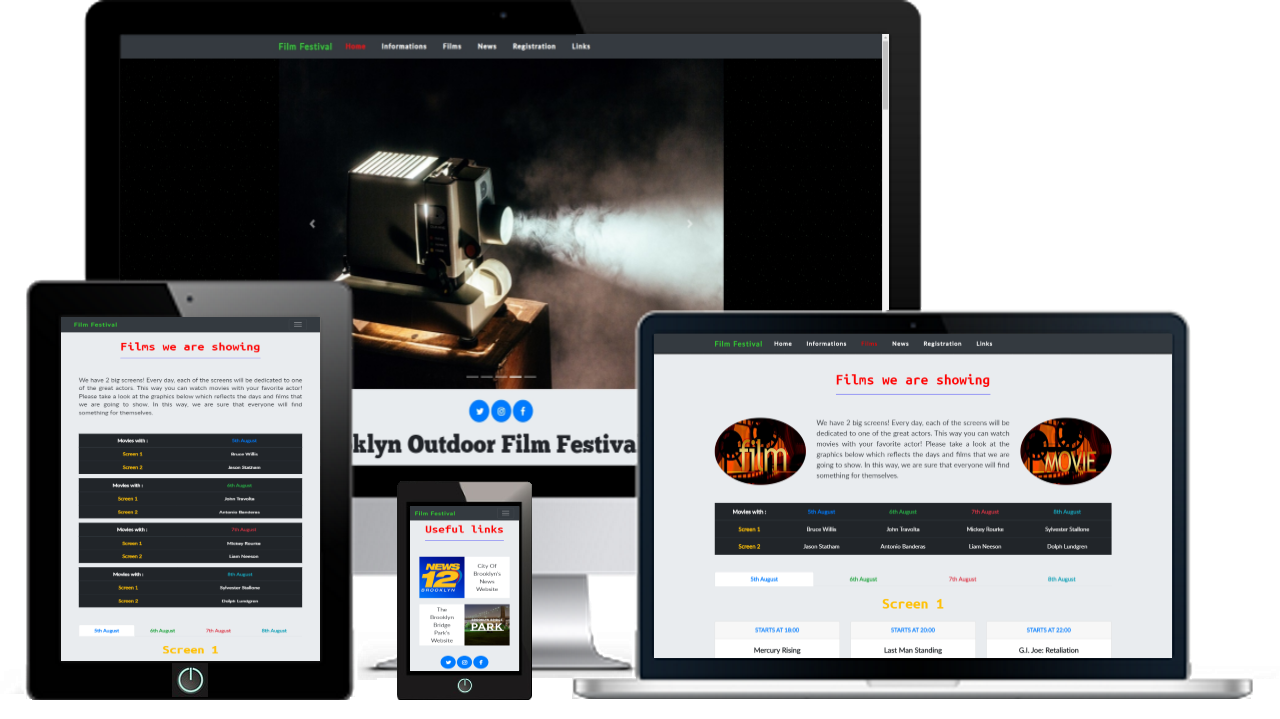 Film Festival Home Informations Films News Registration Links
klyn Outdoor Film Festiva
Film Festival
Films we are showing
We have 2 big screens! Every day, each of the screens will be dedicated to one
of the great actors. This way you can watch movies with your favorite actor!
Please take a look at the graphics below which reflects the days and films that
we are going to show. In this way, we are sure that everyone will find
something for themselves.
Movies with : 5th August
Screen 1 Bruce Willis
Screen 2 Jason Statham
Movies with : 6th August
Screen 1 John Travolta
Screen 2 Antonio Banderas
Movies with : 7th August
Screen 1 Mickey Rourke
Screen 2 Liam Neeson
Movies with : 8th August
Screen 1 Sylvester Stallone
Screen 2 Dolph Lundgren
5th August 6th August 7th August 8th August
Screen 1
Film Festival
Useful links
NEWS
12
BROOKLYN
City Of
Brooklyn's
News
Website
The
Brooklyn
Bridge
Park's
Website
BROOKLYN BRIDGE
PARK
Film Festival Home Informations Films News Registration Links
Films we are showing
film
We have 2 big screens! Every day, each of the screens will be
dedicated to one of the great actors. This way you can watch
movies with your favorite actor! Please take a look at the
graphics below which reflects the days and films that we are
going to show. In this way, we are sure that everyone will find
something for themselves.
MOVIE
Movies with : 5th August 6th August 7th August 8th August
Screen 1 Bruce Willis John Travolta Mickey Rourke Sylvester Stallone
Screen 2 Jason Statham Antonio Banderas Liam Neeson Dolph Lundgren
5th August 6th August 7th August 8th August
Screen 1
STARTS AT 18:00 STARTS AT 20:00 STARTS AT 22:00
Mercury Rising Last Man Standing G.I. Joe: Retaliation